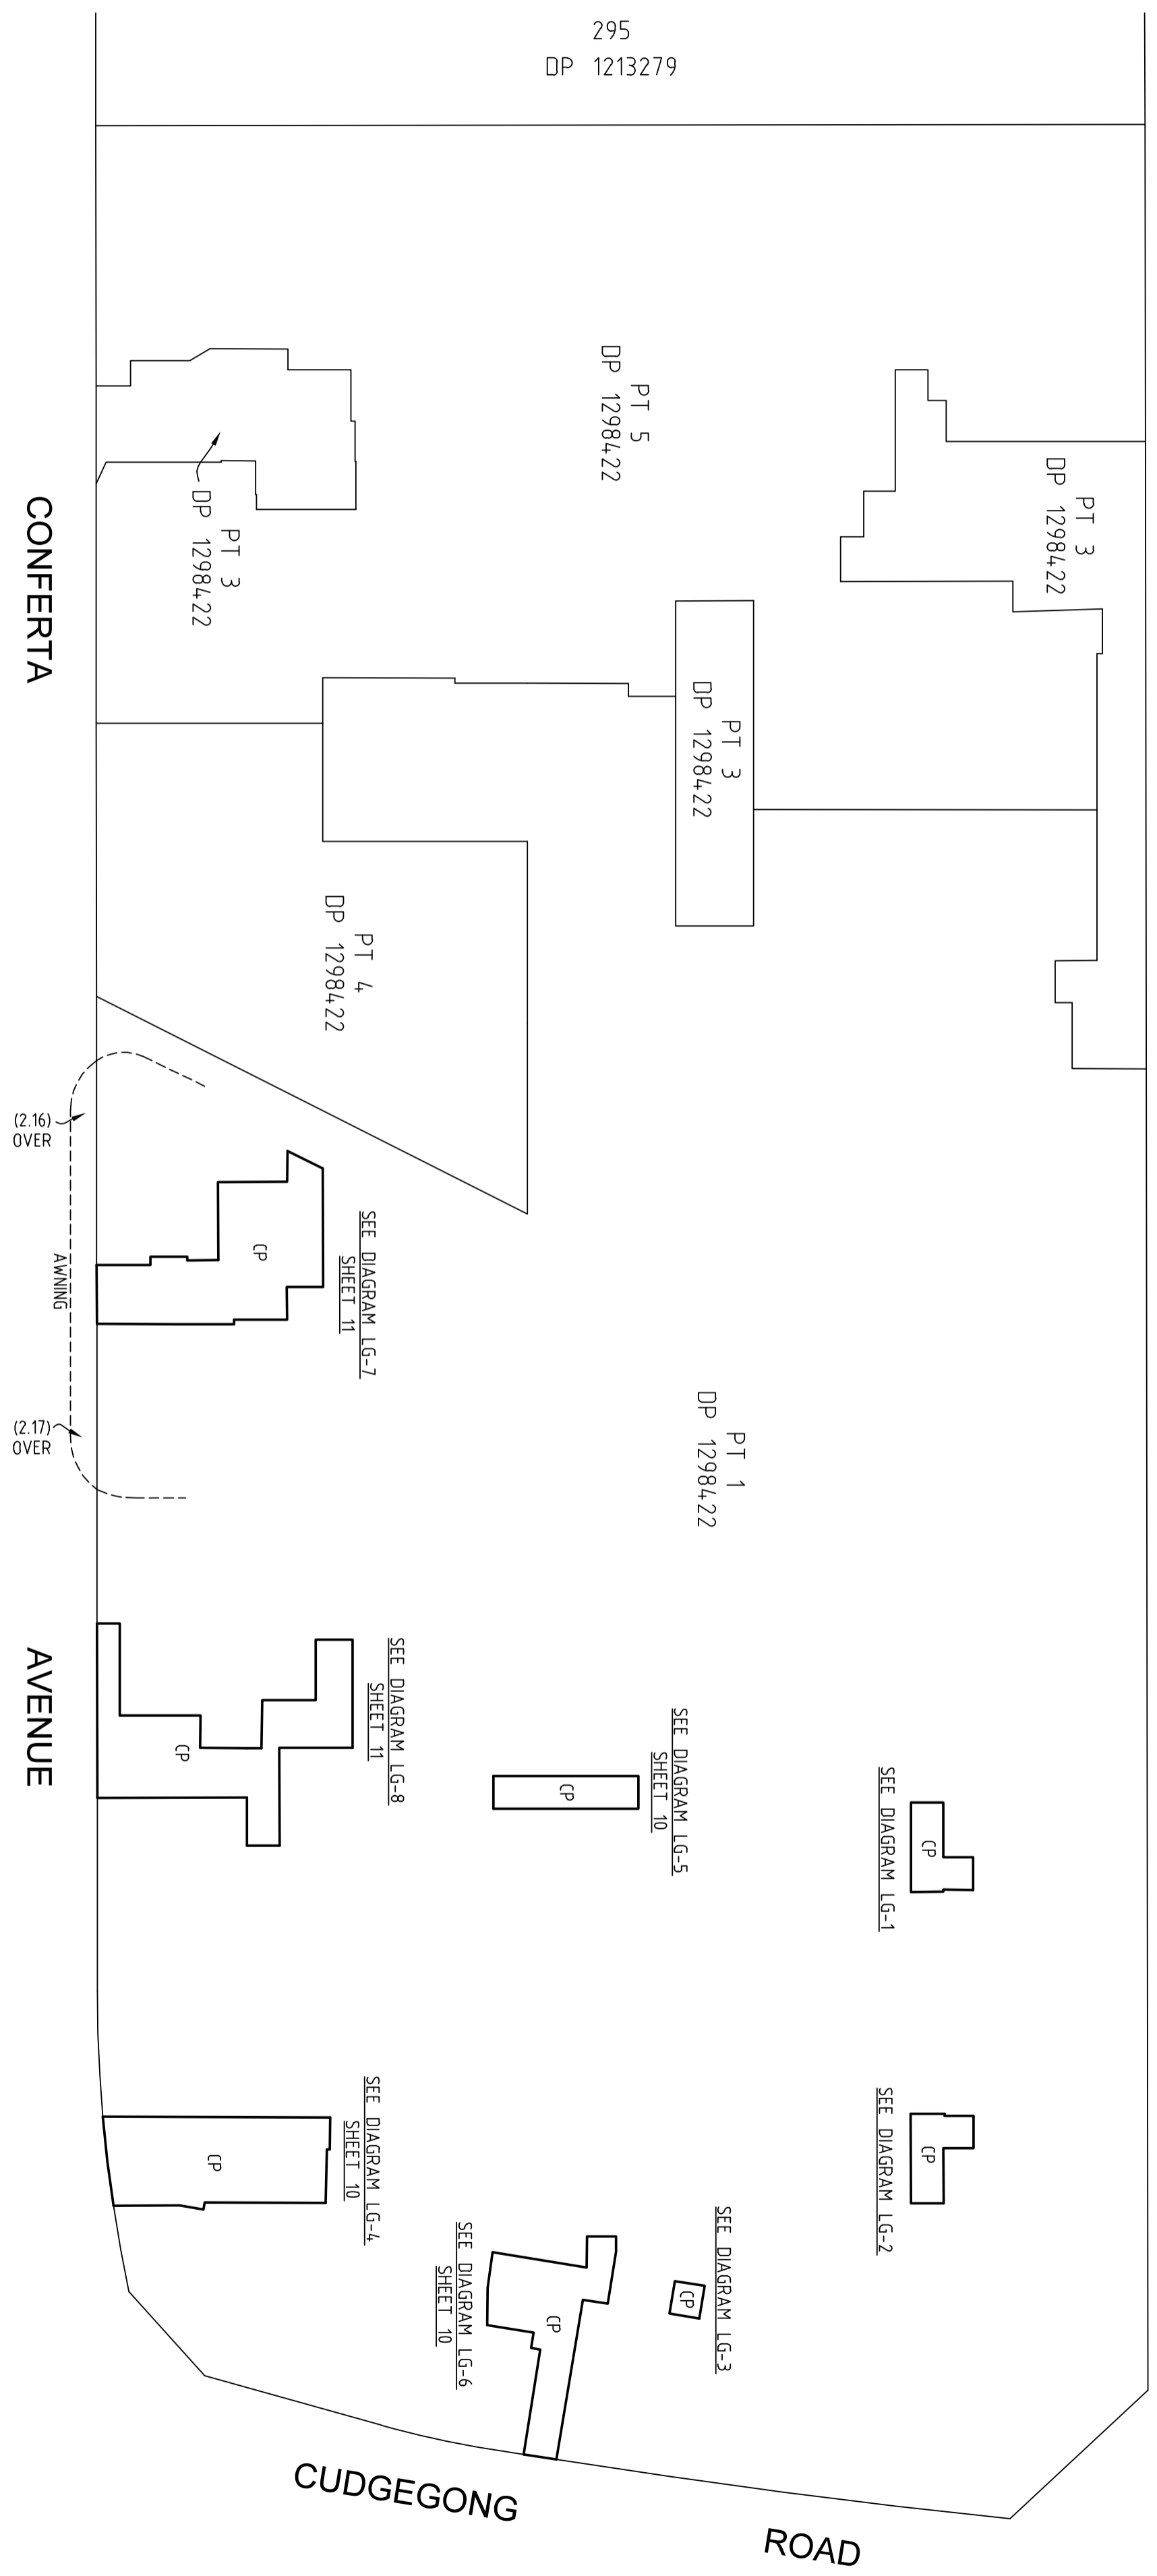 295
DP 1213279
PT 5
DP 1298422
PT 3
DP 1298422
PT 3
DP 1298422
PT 3
DP 1298422
CONFERTA
PT 4
DP 1298422
(2.16)
OVER
AWNING
(2.17)
OVER
CP
SEE DIAGRAM LG-7
SHEET 11
PT 1
DP 1298422
AVENUE
CP
SEE DIAGRAM LG-8
SHEET 11
CP
SEE DIAGRAM LG-5
SHEET 10
CP
SEE DIAGRAM LG-1
CP
SEE DIAGRAM LG-4
SHEET 10
CP
SEE DIAGRAM LG-2
CP
SEE DIAGRAM LG-6
SHEET 10
CP
SEE DIAGRAM LG-3
CUDGEGONG
ROAD